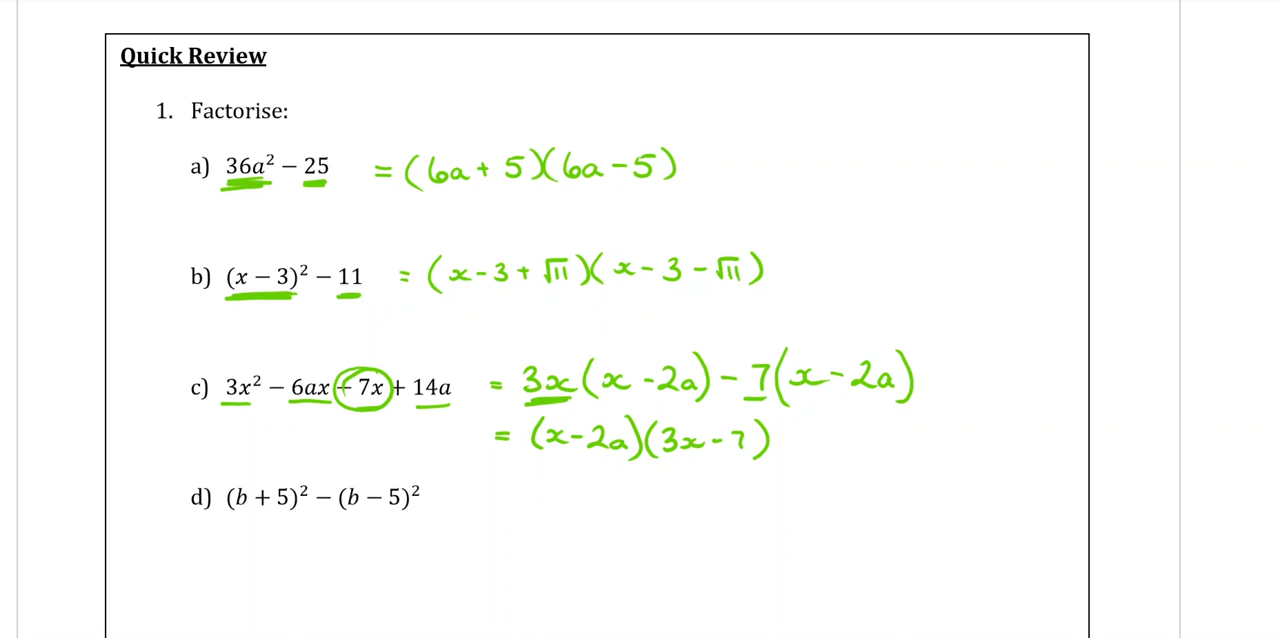 Quick Review
1. Factorise:
a) 36a² − 25 = (6a + 5)(6a − 5)
b) (x − 3)² − 11 = (x − 3 + √11)(x − 3 − √11)
c) 3x² − 6ax − 7x + 14a = 3x(x − 2a) − 7(x − 2a)
= (x − 2a)(3x − 7)
d) (b + 5)² − (b − 5)²